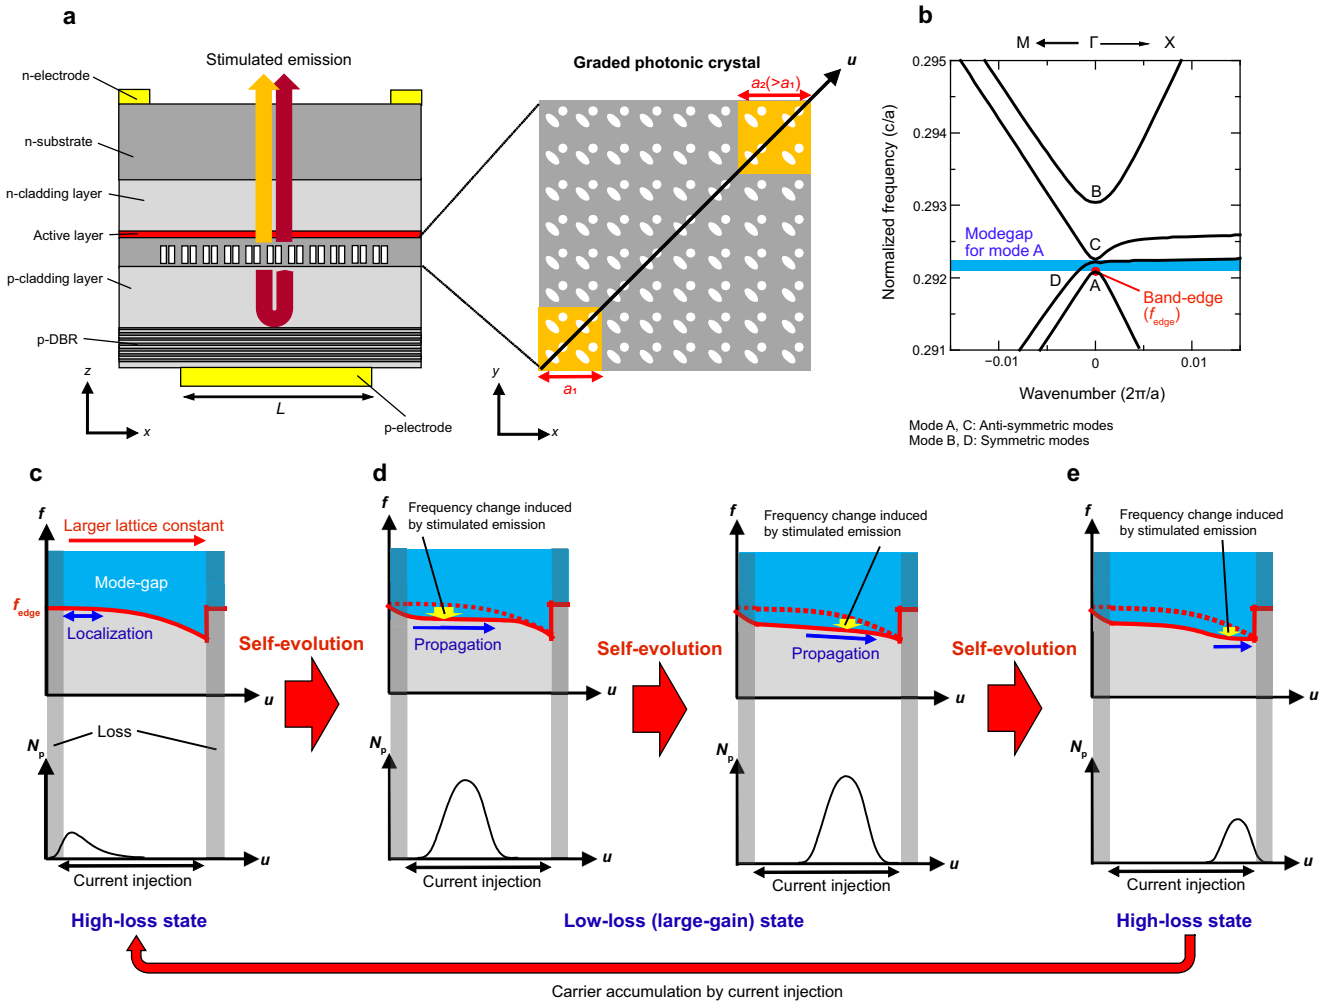 a
n-electrode
n-substrate
n-cladding layer
Active layer
p-cladding layer
p-DBR
Stimulated emission
z
x
L
p-electrode
Graded photonic crystal
u
a₂(>a₁)
a₁
y
x
b
M Γ X
Normalized frequency (c/a)
0.295
0.294
0.293
0.292
0.291
B
C
D
A
Modegap
for mode A
Band-edge
(f_edge)
−0.01 0 0.01
Wavenumber (2π/a)
Mode A, C: Anti-symmetric modes
Mode B, D: Symmetric modes
c
f
Larger lattice constant
Mode-gap
f_edge
Localization
u
Loss
N_p
u
Current injection
High-loss state
Self-evolution
d
Frequency change induced
by stimulated emission
f
Propagation
u
N_p
u
Current injection
Self-evolution
Frequency change induced
by stimulated emission
f
Propagation
u
N_p
u
Current injection
Low-loss (large-gain) state
Self-evolution
e
Frequency change induced
by stimulated emission
f
u
N_p
u
Current injection
High-loss state
Carrier accumulation by current injection